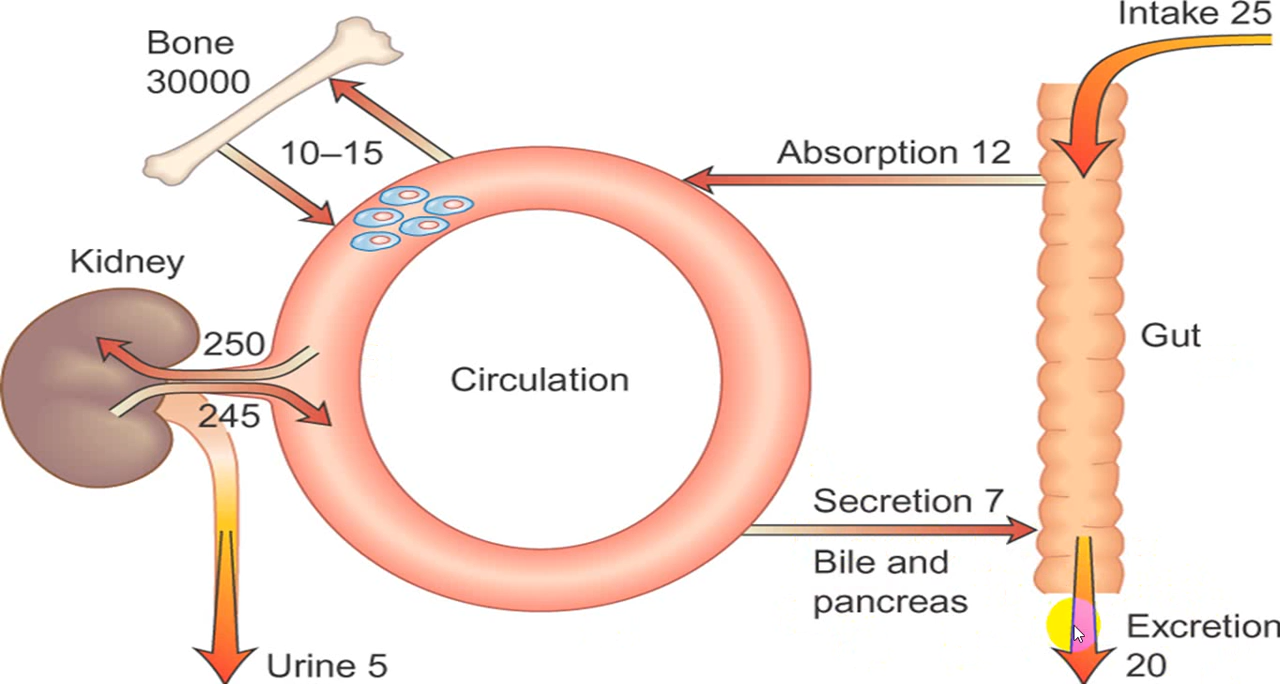 Intake 25
Bone
30000
10–15
Absorption 12
Kidney
250
245
Circulation
Gut
Secretion 7
Bile and
pancreas
Urine 5
Excretion
20